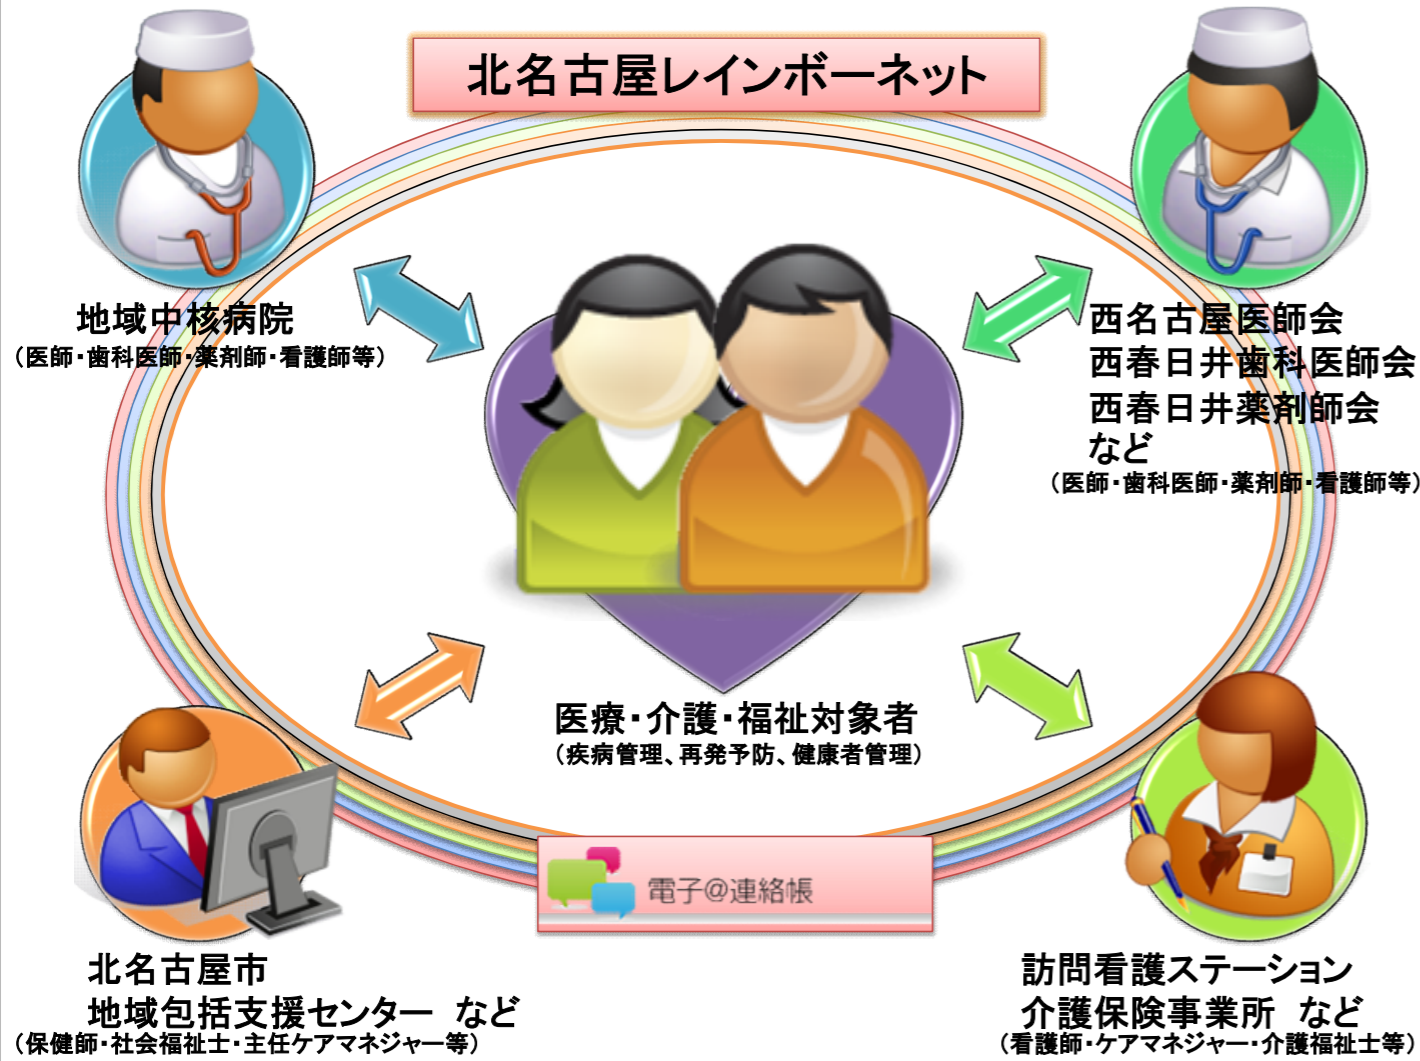 北名古屋レインボーネット
地域中核病院
（医師・歯科医師・薬剤師・看護師等）
西名古屋医師会
西春日井歯科医師会
西春日井薬剤師会
など
（医師・歯科医師・薬剤師・看護師等）
医療・介護・福祉対象者
（疾病管理、再発予防、健康者管理）
電子@連絡帳
北名古屋市
地域包括支援センター など
（保健師・社会福祉士・主任ケアマネジャー等）
訪問看護ステーション
介護保険事業所 など
（看護師・ケアマネジャー・介護福祉士等）